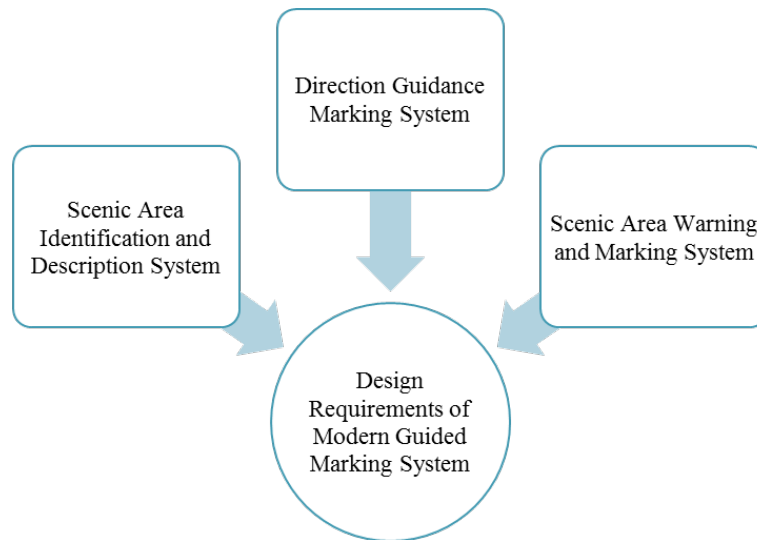 Direction Guidance
Marking System
Scenic Area
Identification and
Description System
Scenic Area Warning
and Marking System
Design
Requirements of
Modern Guided
Marking System